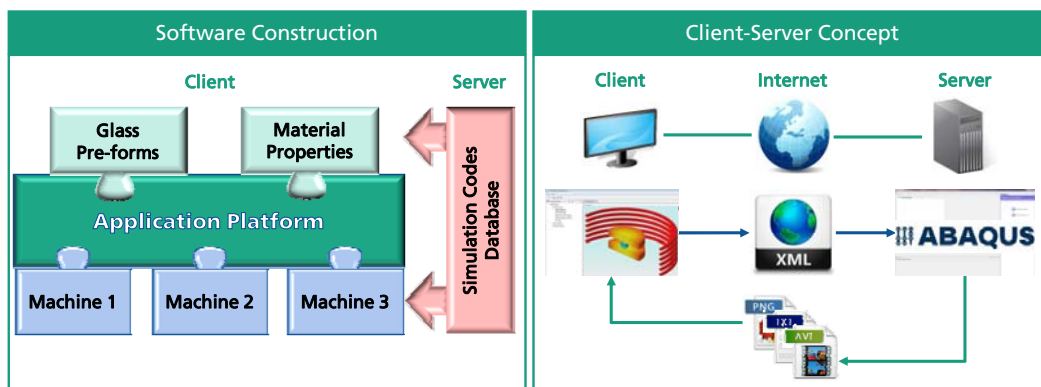 Software Construction
Client
Server
Glass
Pre-forms
Material
Properties
Application Platform
Machine 1
Machine 2
Machine 3
Simulation Codes
Database
Client-Server Concept
Client
Internet
Server
XML
ABAQUS
PNG
TXT
AVI